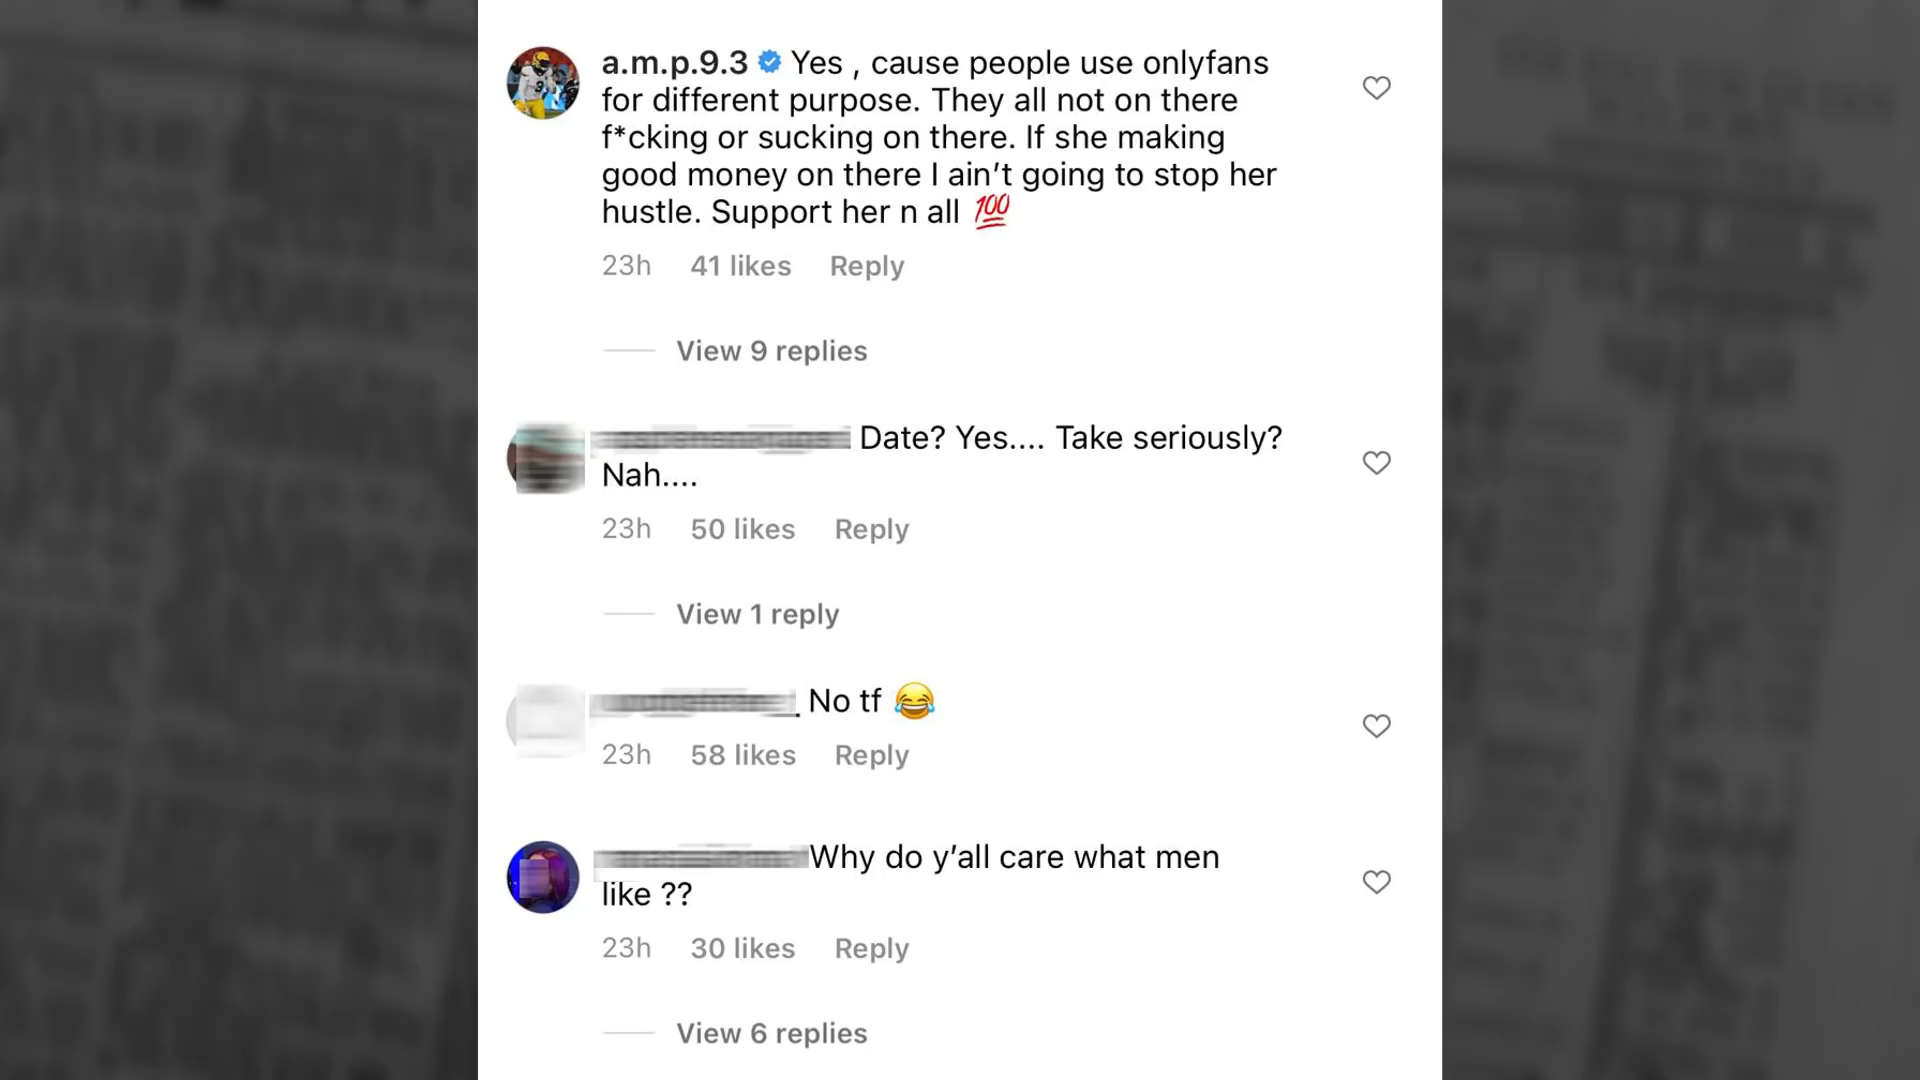 a.m.p.9.3 Yes , cause people use onlyfans
for different purpose. They all not on there
f*cking or sucking on there. If she making
good money on there I ain’t going to stop her
hustle. Support her n all 💯
23h 41 likes Reply
View 9 replies
Date? Yes.... Take seriously?
Nah....
23h 50 likes Reply
View 1 reply
No tf 😂
23h 58 likes Reply
Why do y’all care what men
like ??
23h 30 likes Reply
View 6 replies